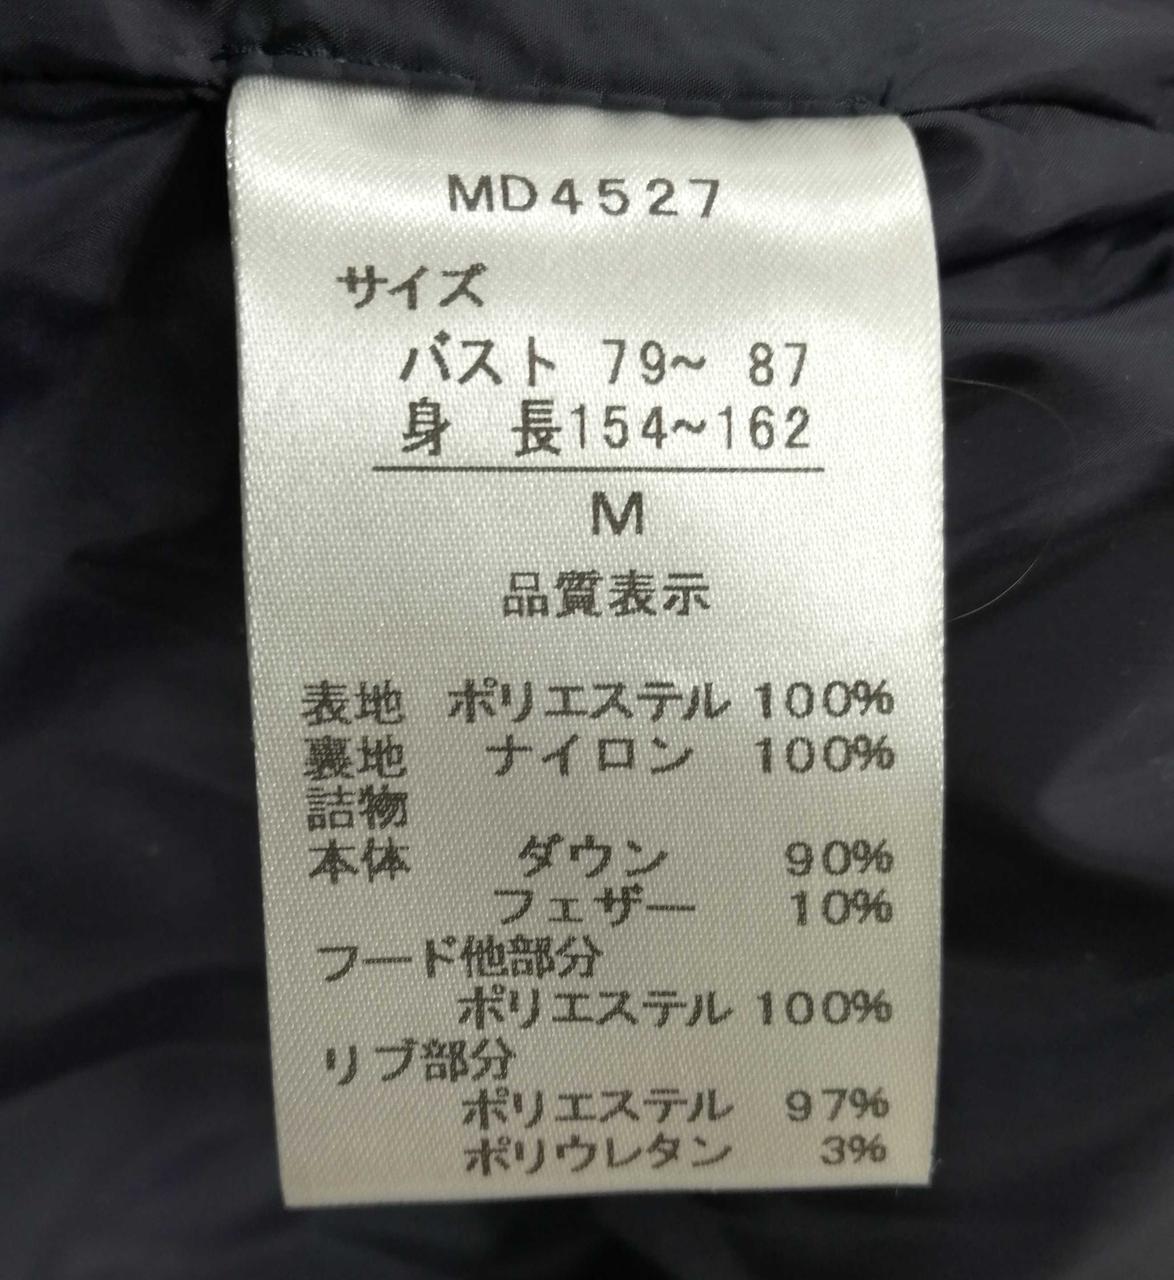 MD4527
サイズ
バスト 79~ 87
身 長154~162
M
品質表示
表地 ポリエステル 100%
裏地 ナイロン 100%
詰物
本体 ダウン 90%
フェザー 10%
フード他部分
ポリエステル 100%
リブ部分
ポリエステル 97%
ポリウレタン 3%